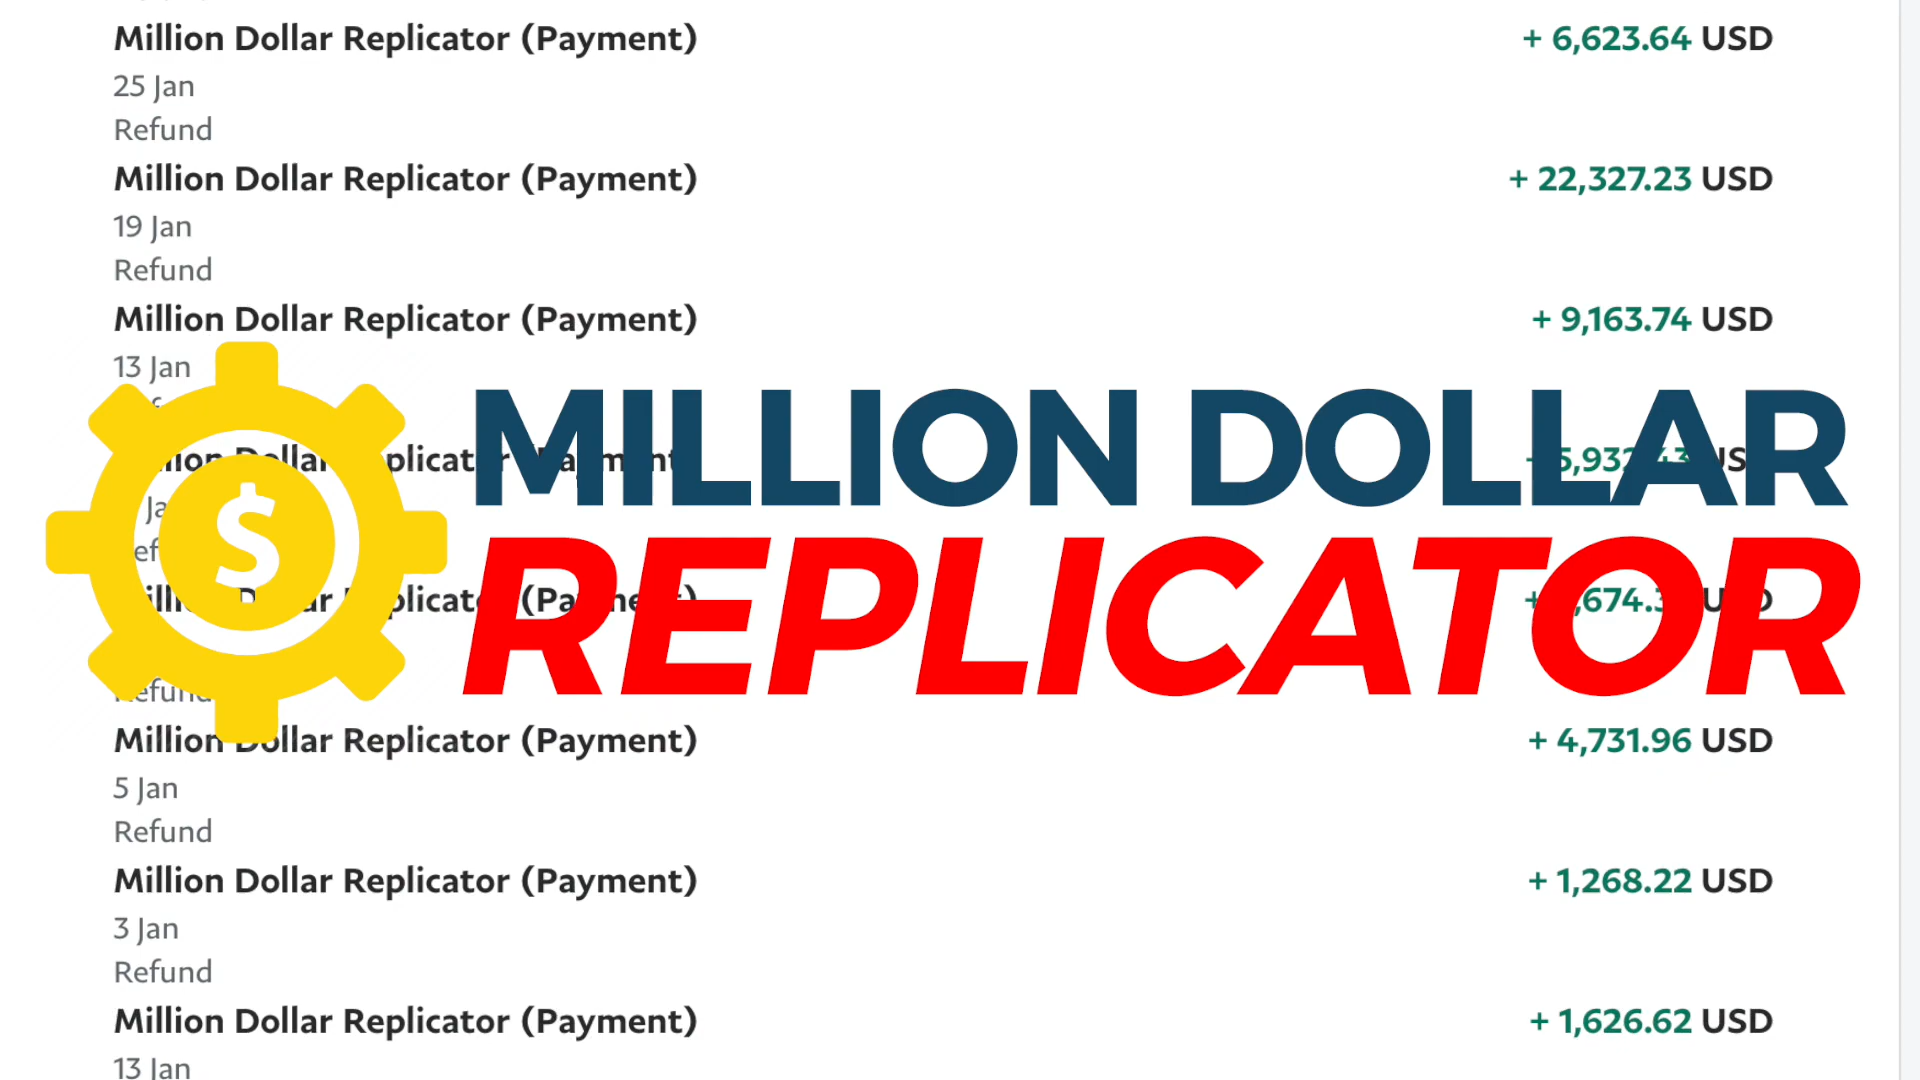 Million Dollar Replicator (Payment) + 6,623.64 USD
25 Jan
Refund
Million Dollar Replicator (Payment) + 22,327.23 USD
19 Jan
Refund
Million Dollar Replicator (Payment) + 9,163.74 USD
13 Jan
MILLION DOLLAR
$
REPLICATOR
Million Dollar Replicator (Payment) + 4,731.96 USD
5 Jan
Refund
Million Dollar Replicator (Payment) + 1,268.22 USD
3 Jan
Refund
Million Dollar Replicator (Payment) + 1,626.62 USD
13 Jan